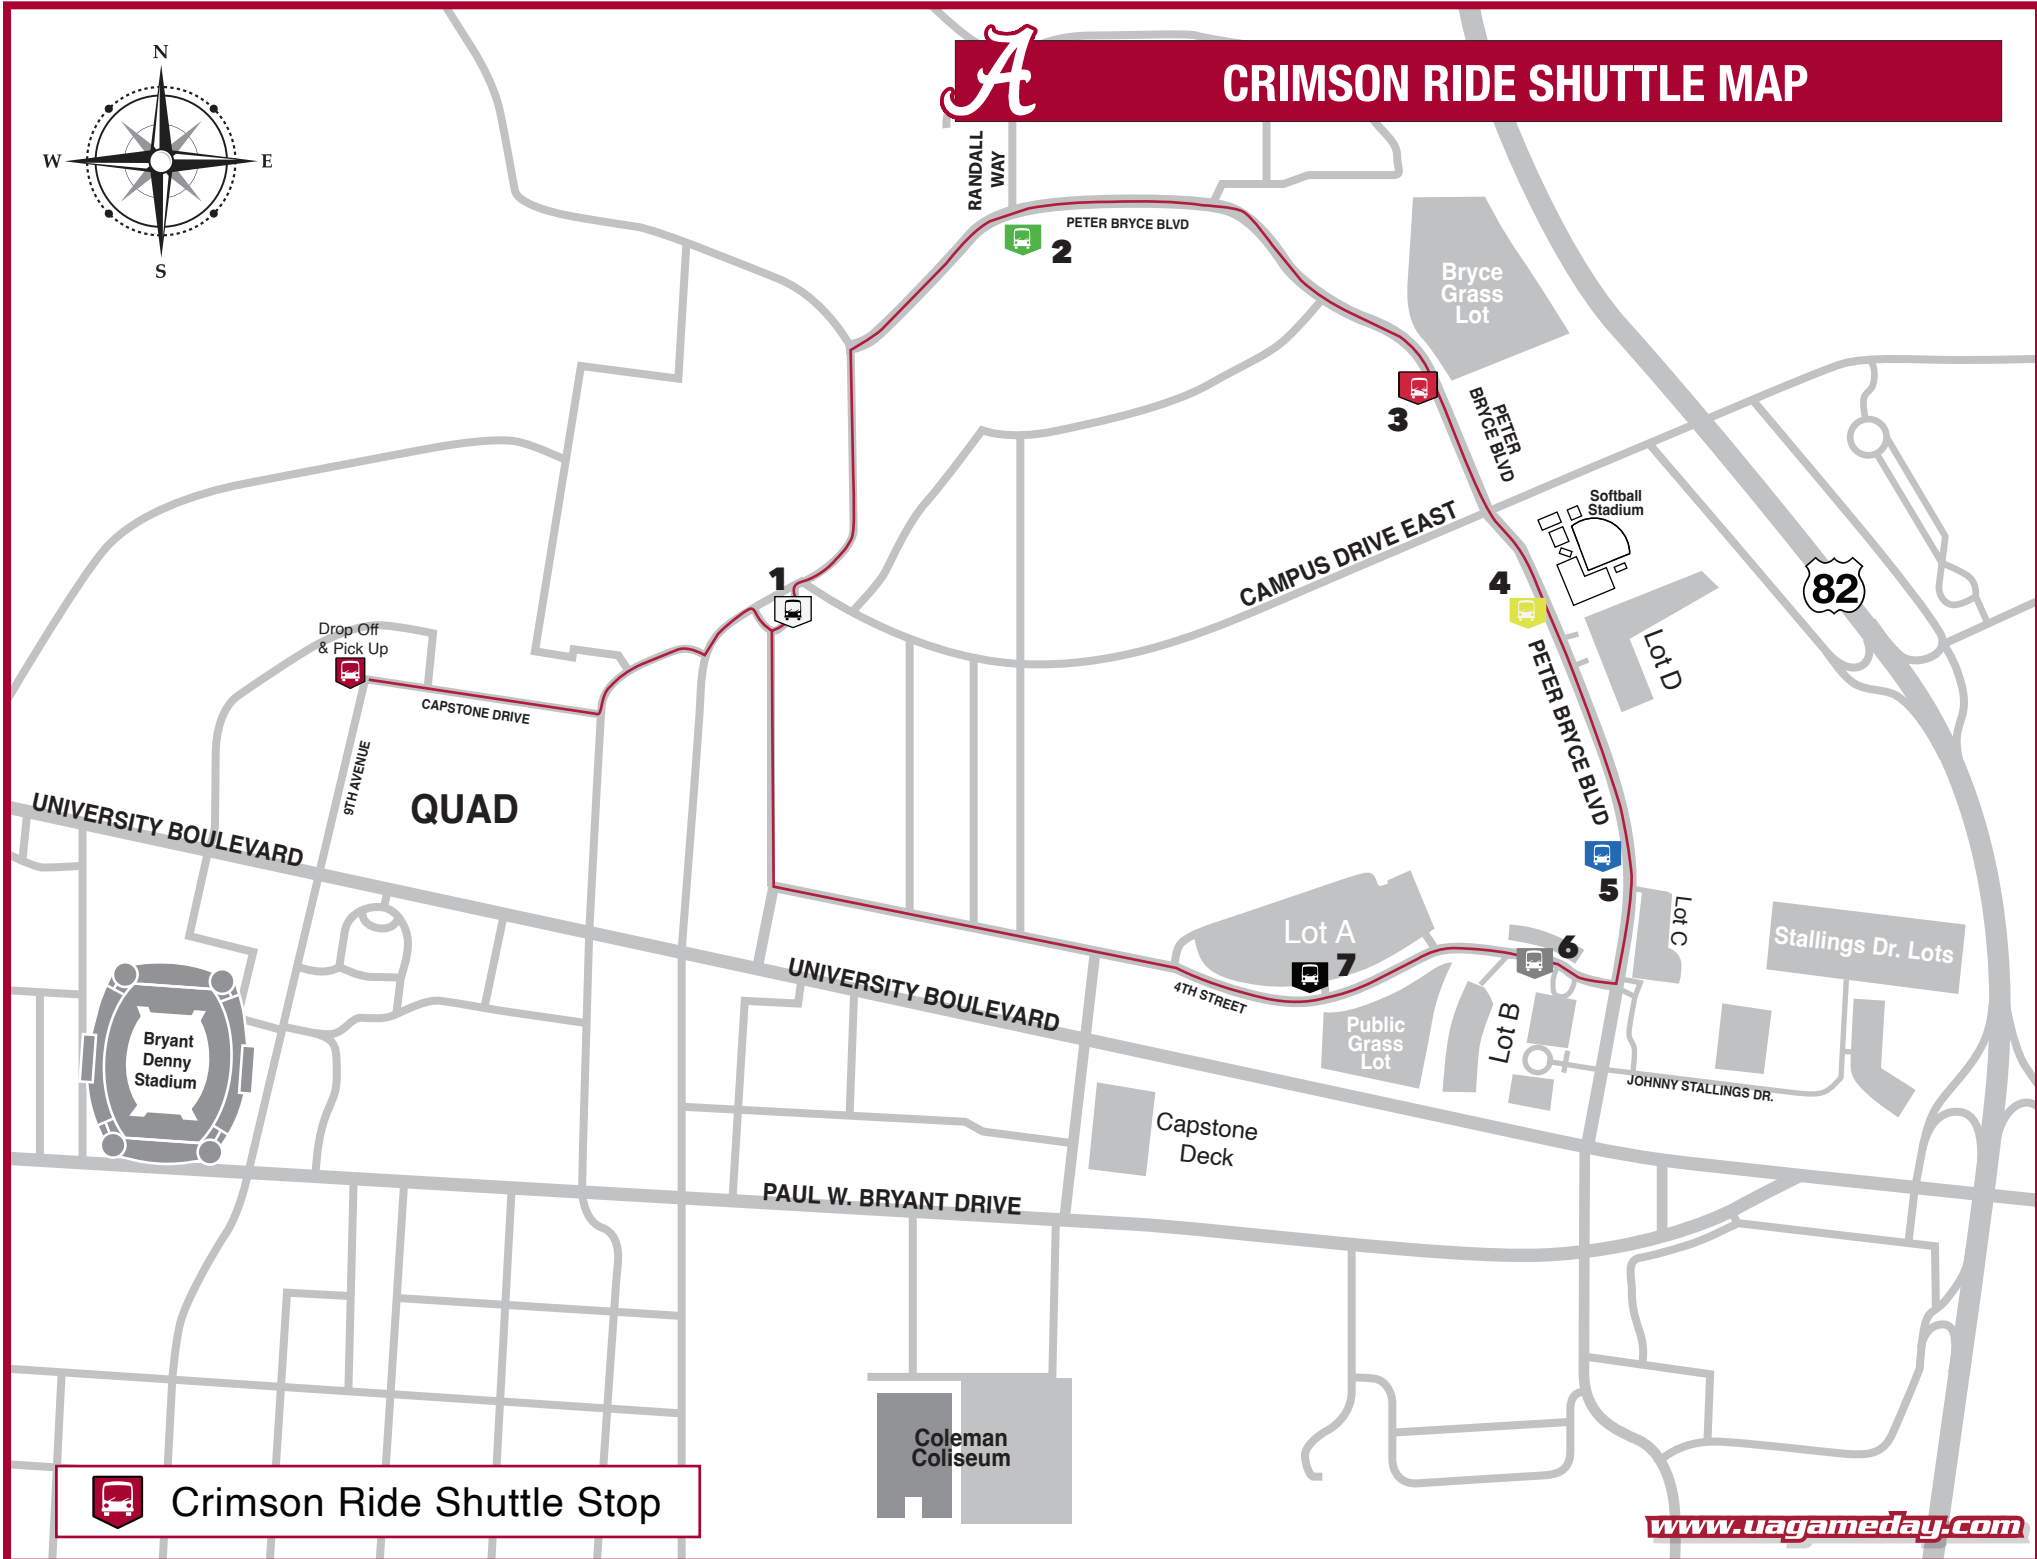 N
W
E
S
A
CRIMSON RIDE SHUTTLE MAP
RANDALL
WAY
PETER BRYCE BLVD
2
Bryce
Grass
Lot
3
PETER
BRYCE BLVD
Softball
Stadium
CAMPUS DRIVE EAST
1
4
82
Drop Off
& Pick Up
Lot D
CAPSTONE DRIVE
PETER BRYCE BLVD
9TH AVENUE
QUAD
UNIVERSITY BOULEVARD
5
Lot C
Lot A
6
Stallings Dr. Lots
7
UNIVERSITY BOULEVARD
4TH STREET
Public
Grass
Lot
Lot B
Bryant
Denny
Stadium
JOHNNY STALLINGS DR.
Capstone
Deck
PAUL W. BRYANT DRIVE
Coleman
Coliseum
Crimson Ride Shuttle Stop
www.uagameday.com